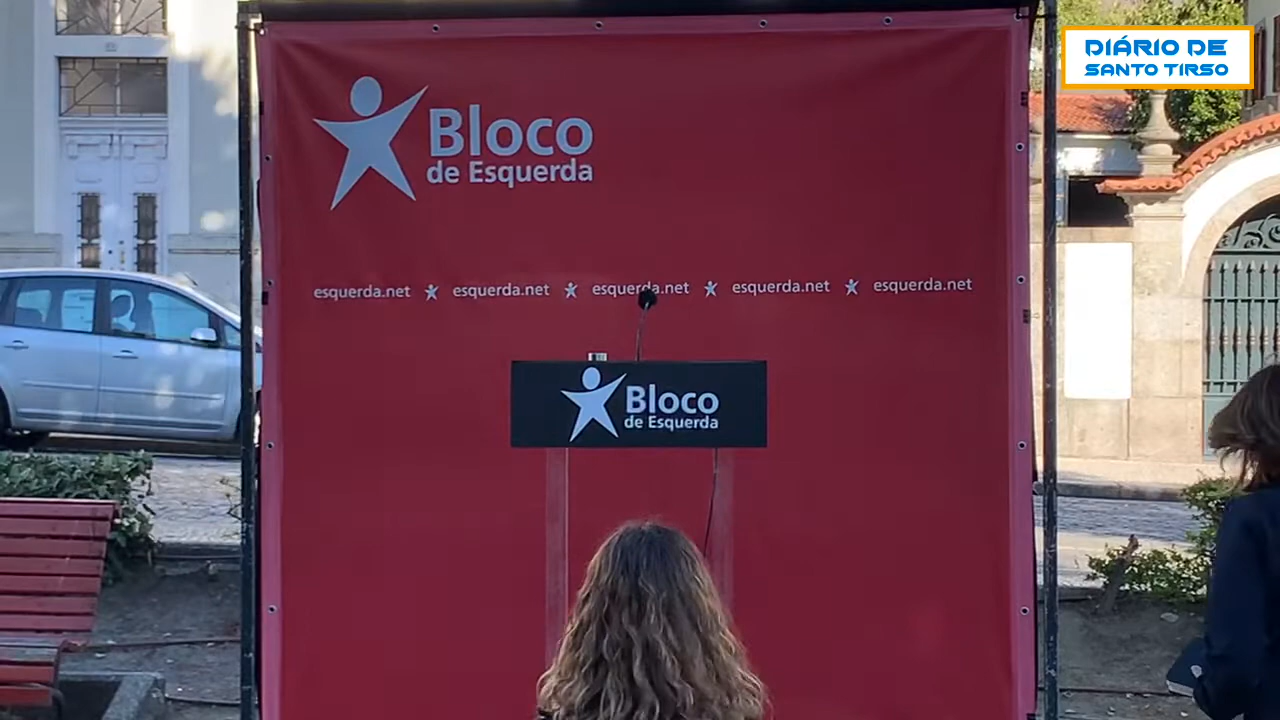 DIÁRIO DE
SANTO TIRSO
Bloco
de Esquerda
esquerda.net esquerda.net esquerda.net esquerda.net esquerda.net
Bloco
de Esquerda